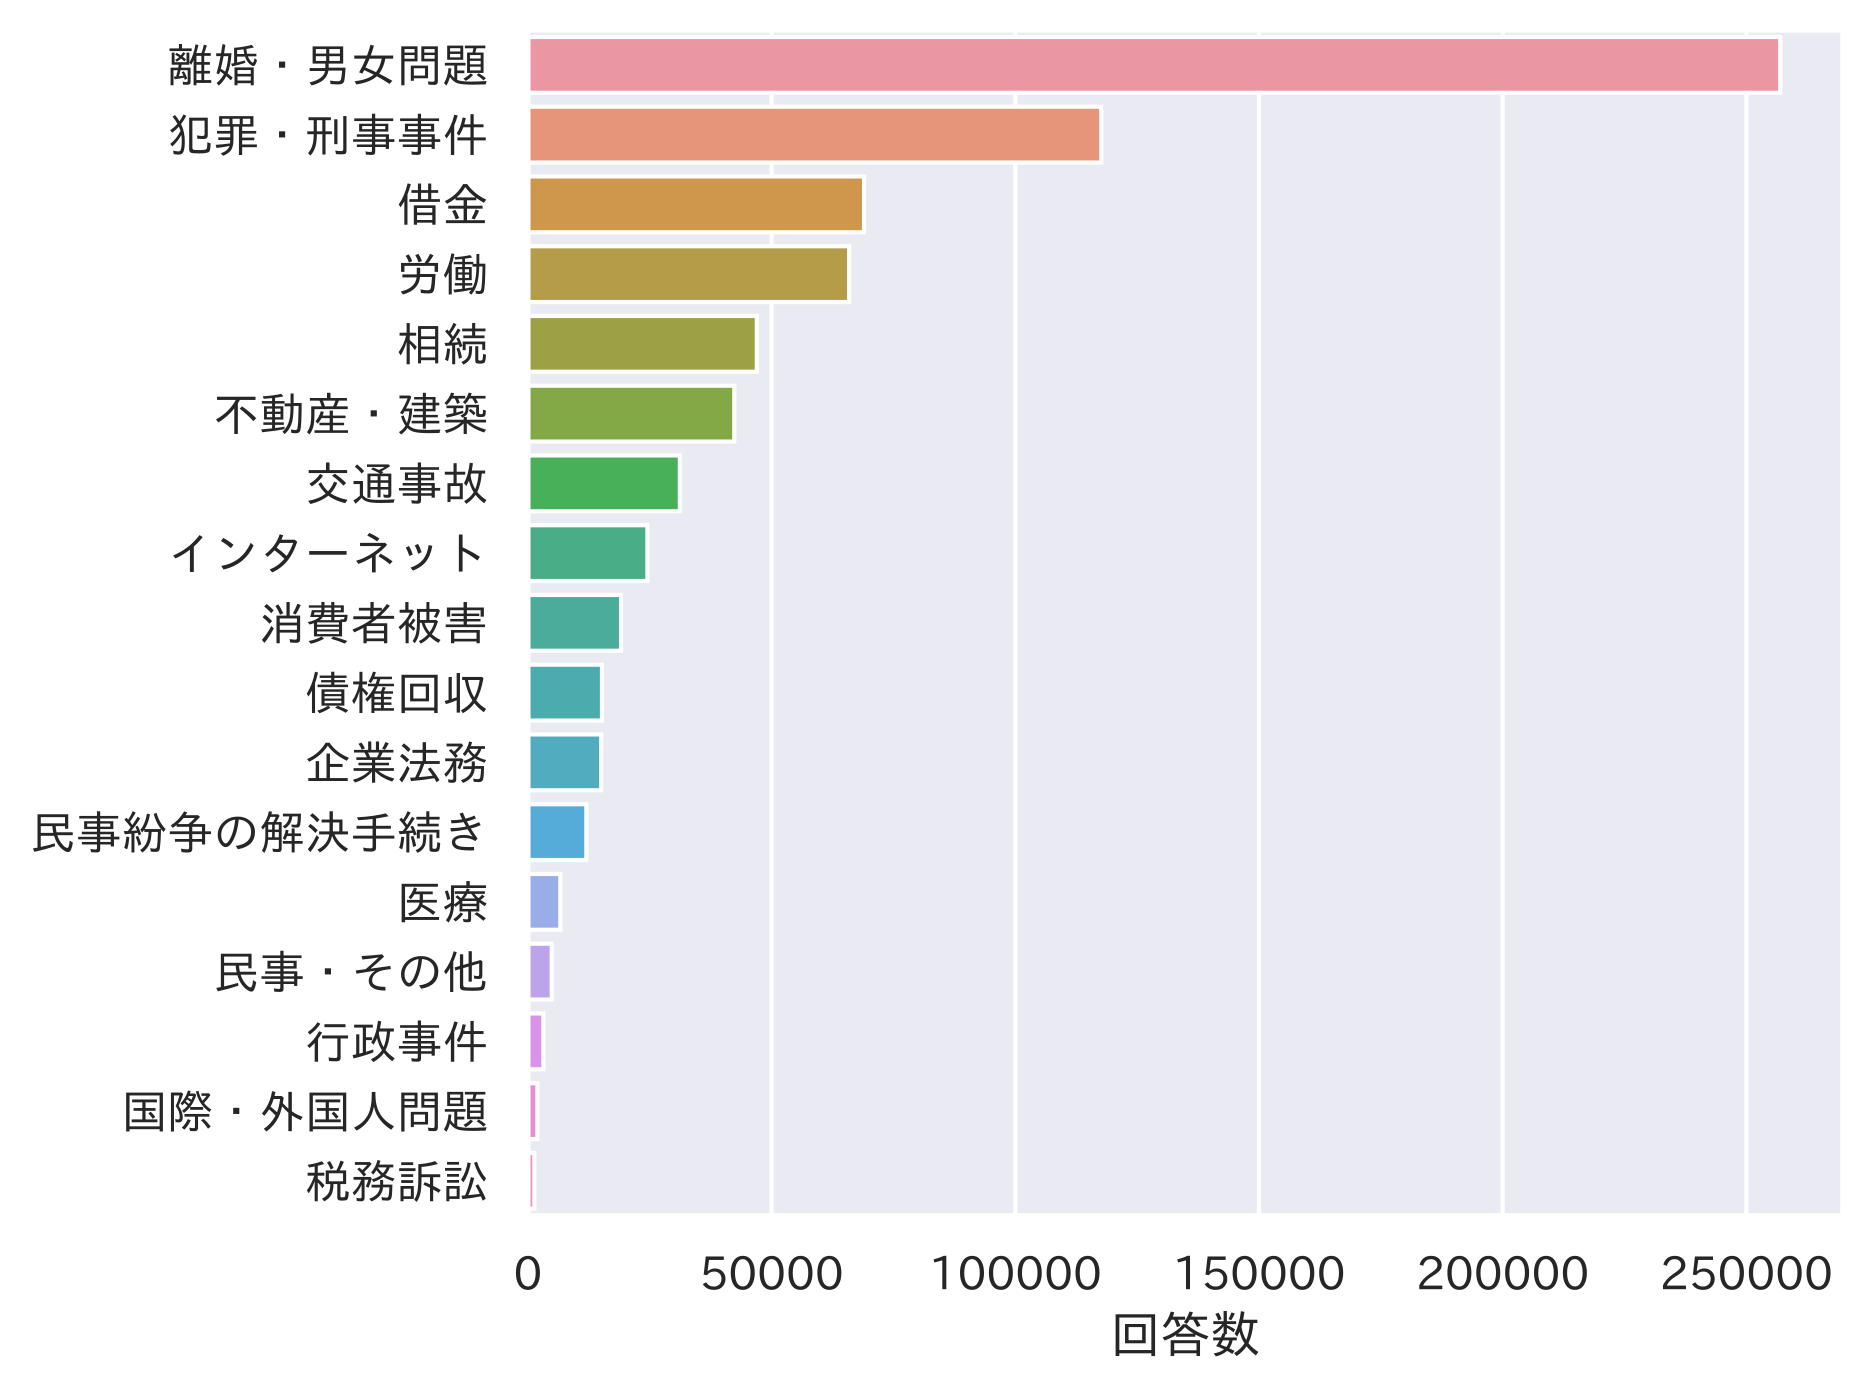 離婚・男女問題
犯罪・刑事事件
借金
労働
相続
不動産・建築
交通事故
インターネット
消費者被害
債権回収
企業法務
民事紛争の解決手続き
医療
民事・その他
行政事件
国際・外国人問題
税務訴訟
0 50000 100000 150000 200000 250000
回答数